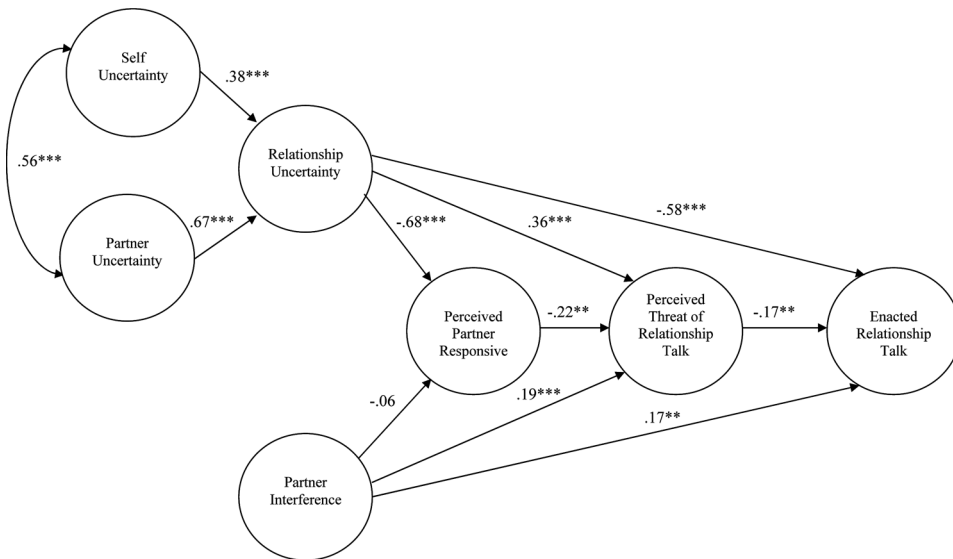 Self
Uncertainty
.38***
.56***
Relationship
Uncertainty
.67***
Partner
Uncertainty
-.68***
.36***
-.58***
Perceived
Partner
Responsive
-.22**
Perceived
Threat of
Relationship
Talk
-.17**
Enacted
Relationship
Talk
-.06
.19***
.17**
Partner
Interference